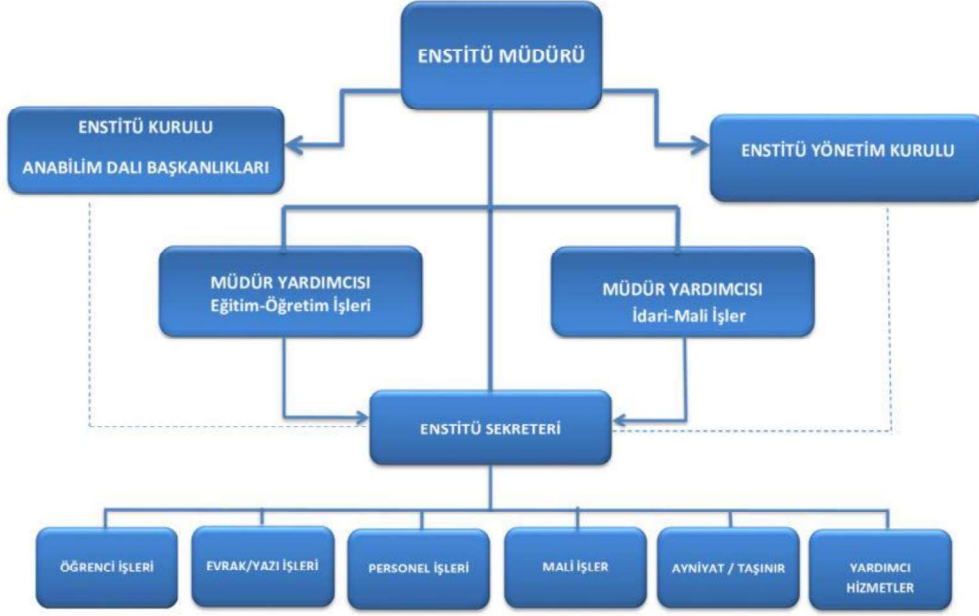 ENSTİTÜ MÜDÜRÜ
ENSTİTÜ KURULU
ANABİLİM DALI BAŞKANLIKLARI
ENSTİTÜ YÖNETİM KURULU
MÜDÜR YARDIMCISI
Eğitim-Öğretim İşleri
MÜDÜR YARDIMCISI
İdari-Mali İşler
ENSTİTÜ SEKRETERİ
ÖĞRENCİ İŞLERİ
EVRAK/YAZI İŞLERİ
PERSONEL İŞLERİ
MALİ İŞLER
AYNİYAT / TAŞINIR
YARDIMCI
HİZMETLER